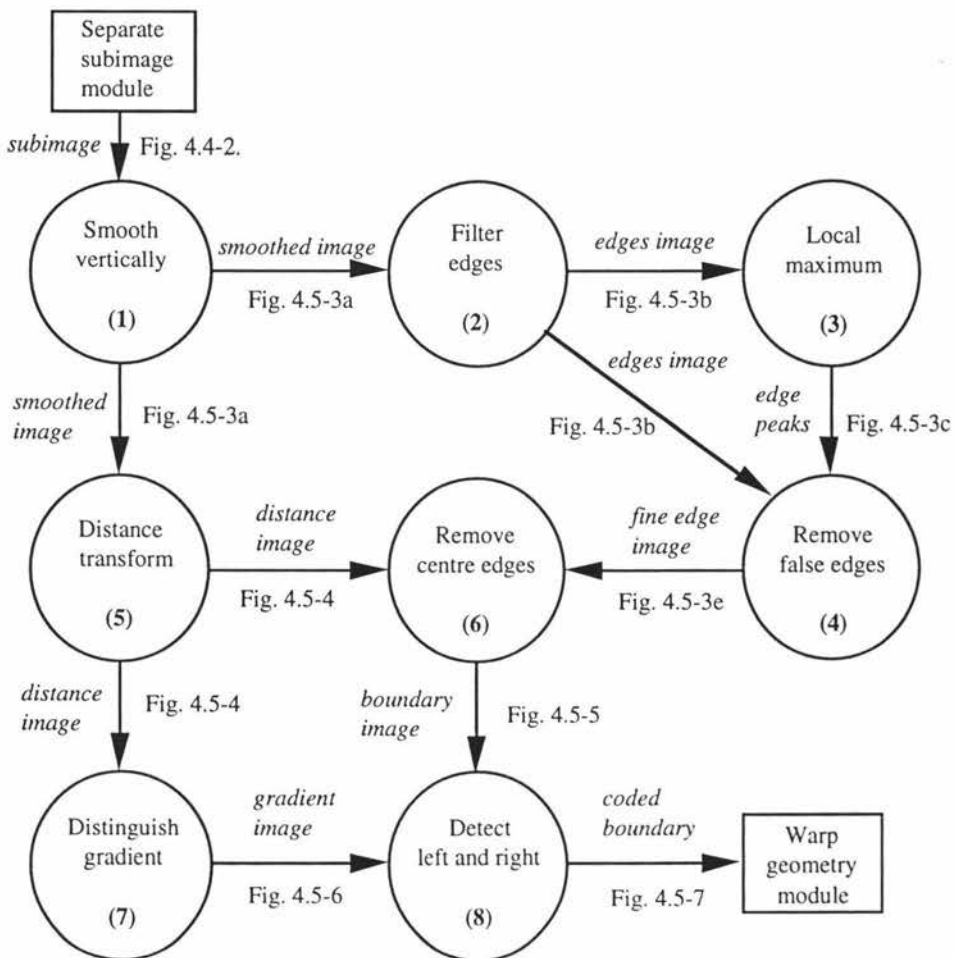 Separate
subimage
module
subimage
Fig. 4.4-2.
Smooth
vertically
(1)
smoothed image
Fig. 4.5-3a
Filter
edges
(2)
edges image
Fig. 4.5-3b
Local
maximum
(3)
smoothed
image
Fig. 4.5-3a
edges image
Fig. 4.5-3b
edge
peaks
Fig. 4.5-3c
Distance
transform
(5)
distance
image
Fig. 4.5-4
Remove
centre edges
(6)
fine edge
image
Fig. 4.5-3e
Remove
false edges
(4)
distance
image
Fig. 4.5-4
boundary
image
Fig. 4.5-5
Distinguish
gradient
(7)
gradient
image
Fig. 4.5-6
Detect
left and right
(8)
coded
boundary
Fig. 4.5-7
Warp
geometry
module